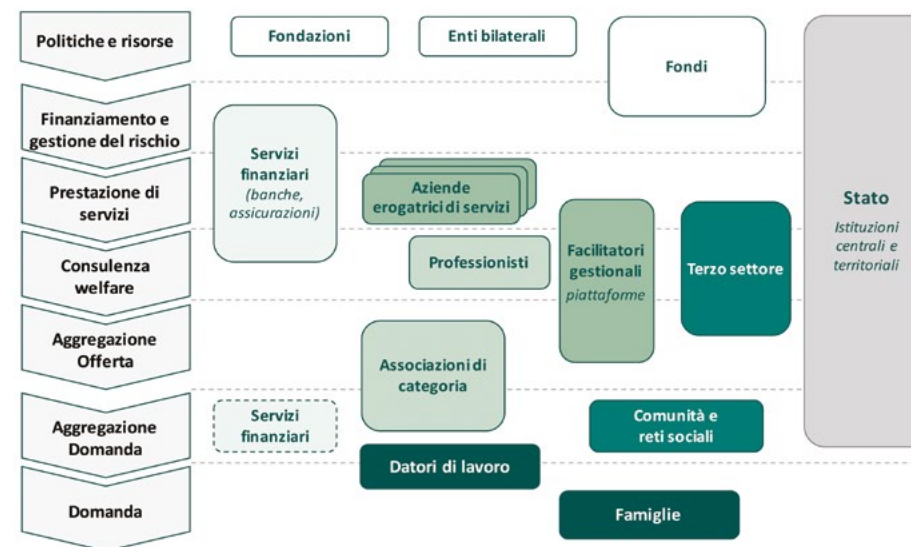 Politiche e risorse
Fondazioni
Enti bilaterali
Fondi
Finanziamento e
gestione del rischio
Servizi
finanziari
(banche,
assicurazioni)
Prestazione di
servizi
Aziende
erogatrici di servizi
Stato
Istituzioni
centrali e
territoriali
Consulenza
welfare
Professionisti
Facilitatori
gestionali
piattaforme
Terzo settore
Aggregazione
Offerta
Associazioni di
categoria
Aggregazione
Domanda
Servizi
finanziari
Comunità e
reti sociali
Datori di lavoro
Domanda
Famiglie